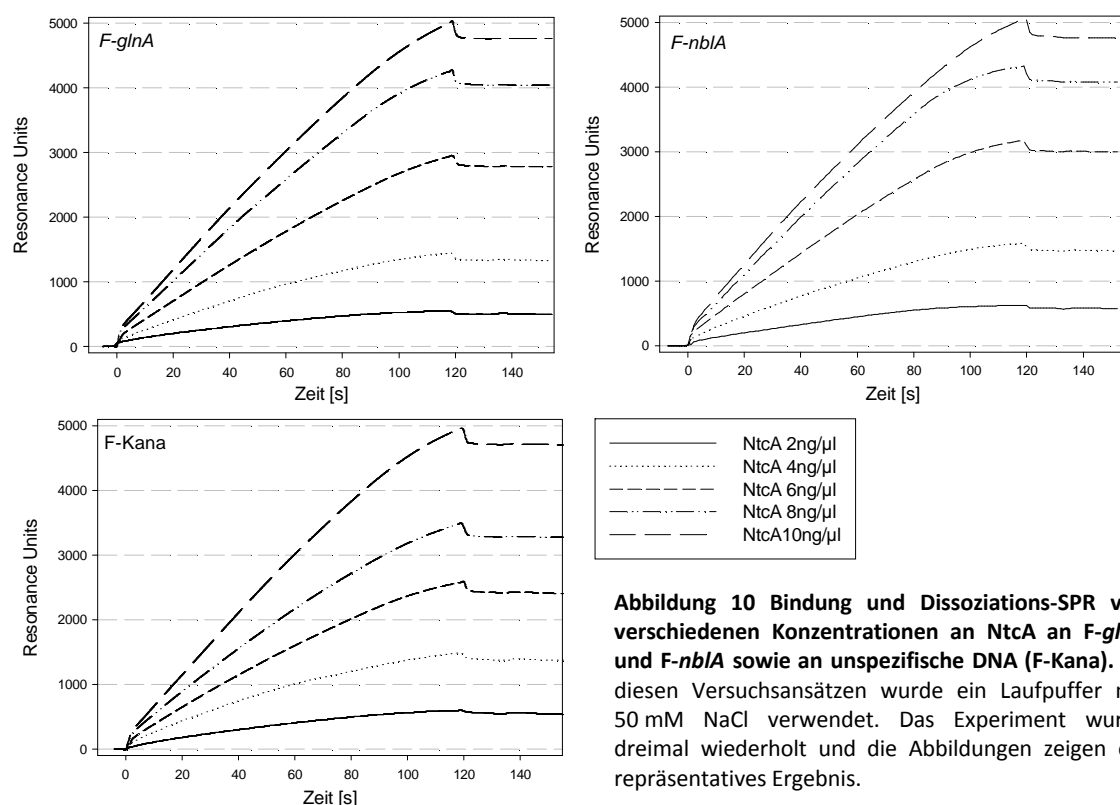 F-glnA
5000
4000
3000
2000
1000
0
Resonance Units
0 20 40 60 80 100 120 140
Zeit [s]
F-nblA
5000
4000
3000
2000
1000
0
Resonance Units
0 20 40 60 80 100 120 140
Zeit [s]
F-Kana
5000
4000
3000
2000
1000
0
Resonance Units
0 20 40 60 80 100 120 140
Zeit [s]
NtcA 2ng/µl
NtcA 4ng/µl
NtcA 6ng/µl
NtcA 8ng/µl
NtcA10ng/µl
Abbildung 10 Bindung und Dissoziations-SPR
verschiedenen Konzentrationen an NtcA an
und F-nblA sowie an unspezifische DNA (F-Kana).
diesen Versuchsansätzen wurde ein Laufpuffer
50 mM NaCl verwendet. Das Experiment
dreimal wiederholt und die Abbildungen zeigen
repräsentatives Ergebnis.